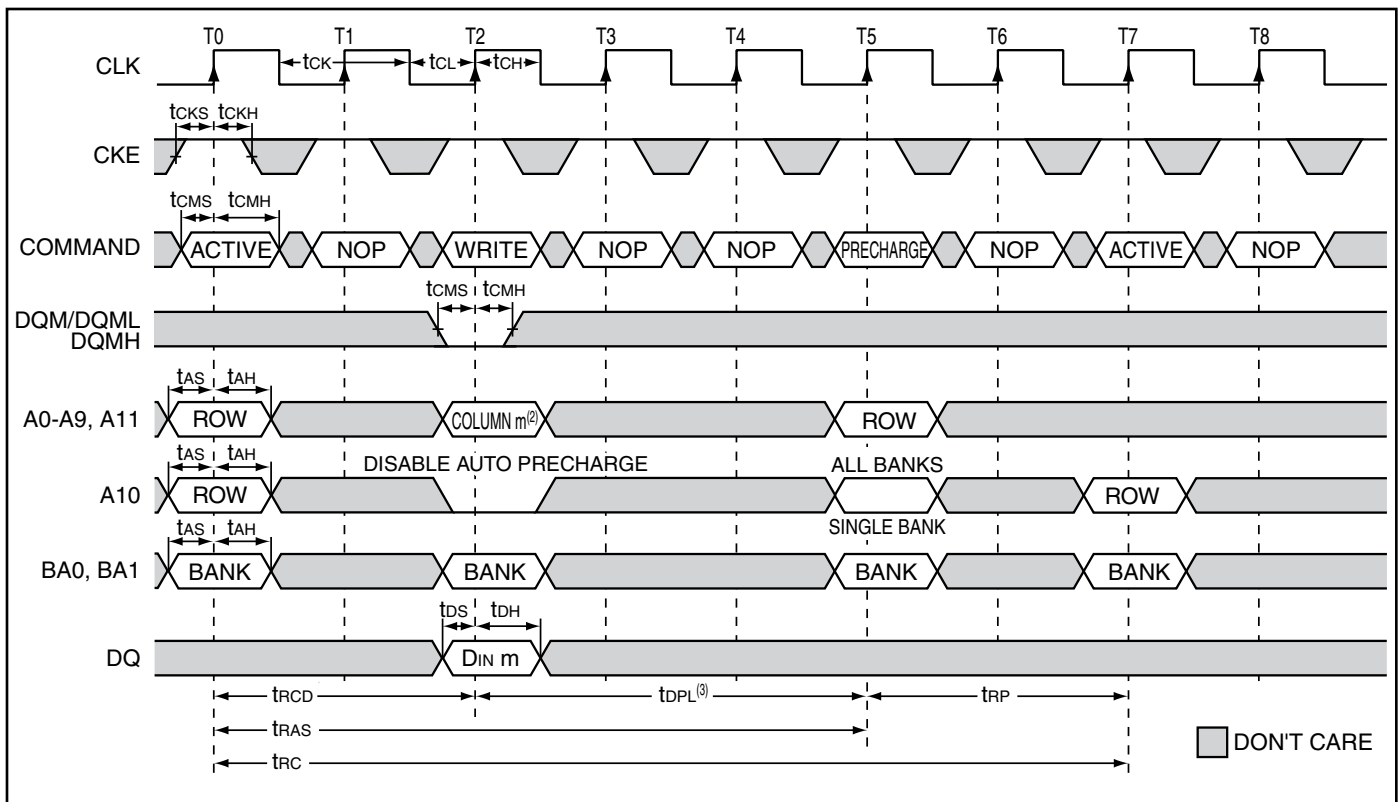 T0 T1 T2 T3 T4 T5 T6 T7 T8
CLK tCK tCL tCH
tCKS tCKH
CKE
tCMS tCMH
COMMAND ACTIVE NOP WRITE NOP NOP PRECHARGE NOP ACTIVE NOP
tCMS tCMH
DQM/DQML
DQMH
tAS tAH
A0-A9, A11 ROW COLUMN m(2) ROW
tAS tAH DISABLE AUTO PRECHARGE ALL BANKS
A10 ROW ROW
tAS tAH SINGLE BANK
BA0, BA1 BANK BANK BANK BANK
tDS tDH
DQ DIN m
tRCD tDPL(3) tRP
tRAS
DON'T CARE
tRC